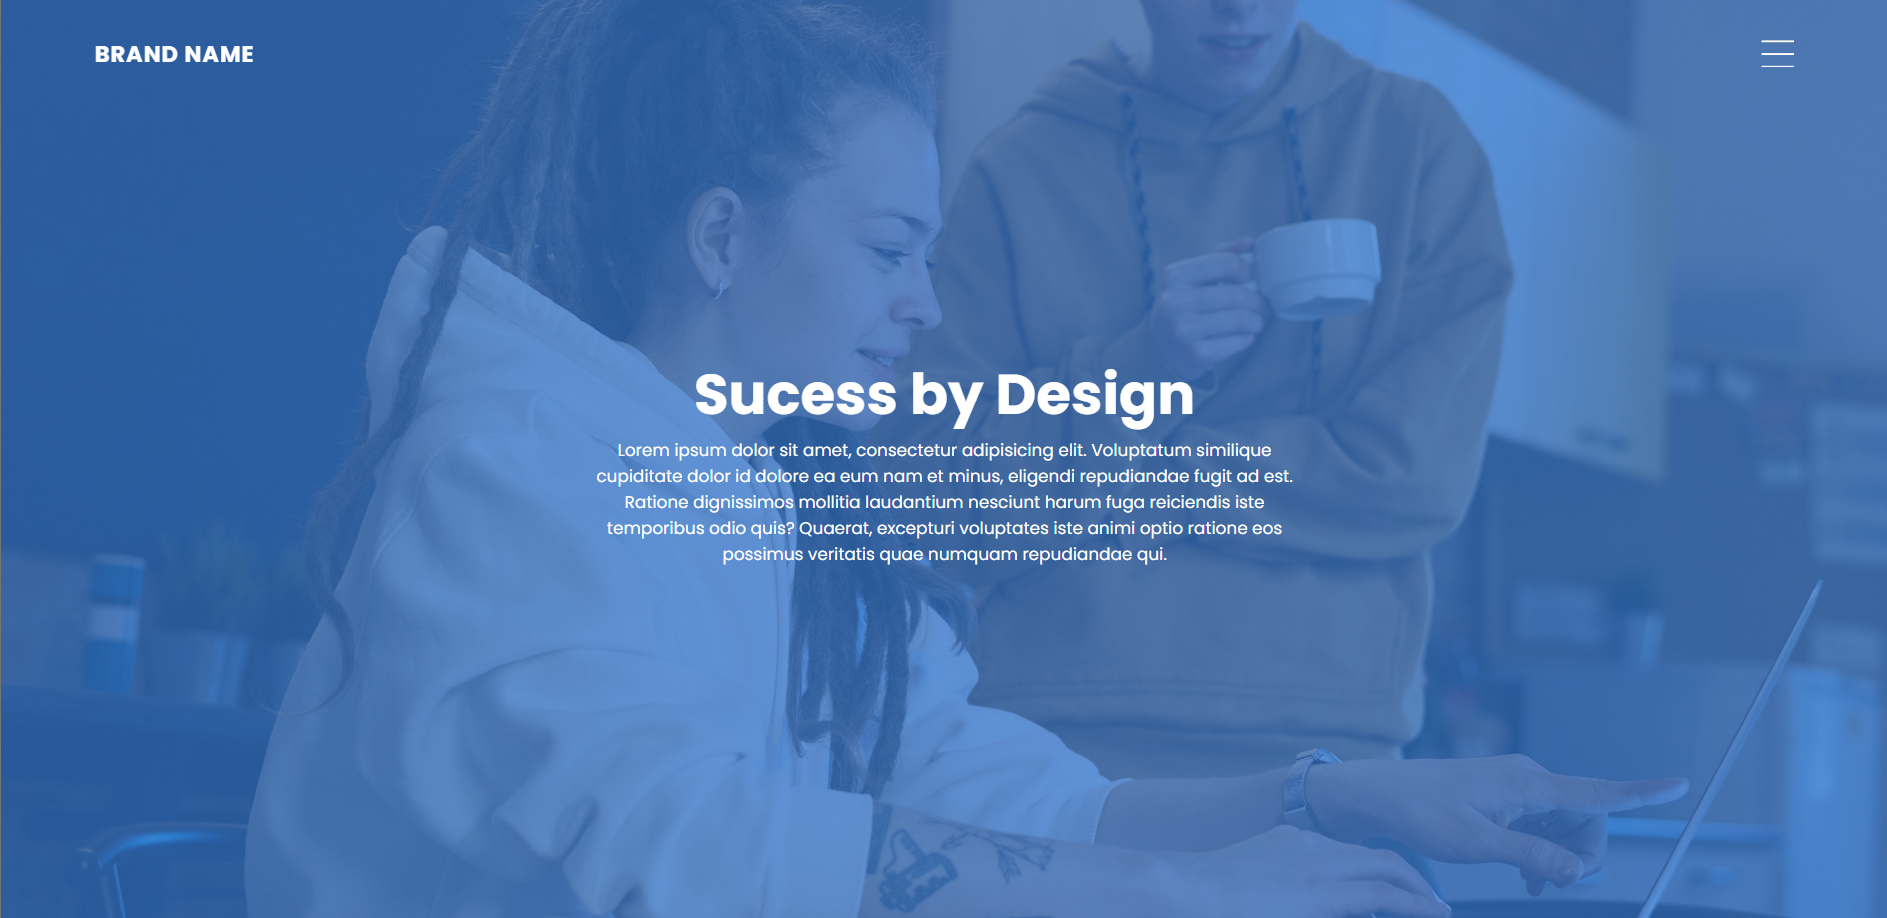 BRAND NAME
Sucess by Design
Lorem ipsum dolor sit amet, consectetur adipisicing elit. Voluptatum similique
cupiditate dolor id dolore ea eum nam et minus, eligendi repudiandae fugit ad est.
Ratione dignissimos mollitia laudantium nesciunt harum fuga reiciendis iste
temporibus odio quis? Quaerat, excepturi voluptates iste animi optio ratione eos
possimus veritatis quae numquam repudiandae qui.